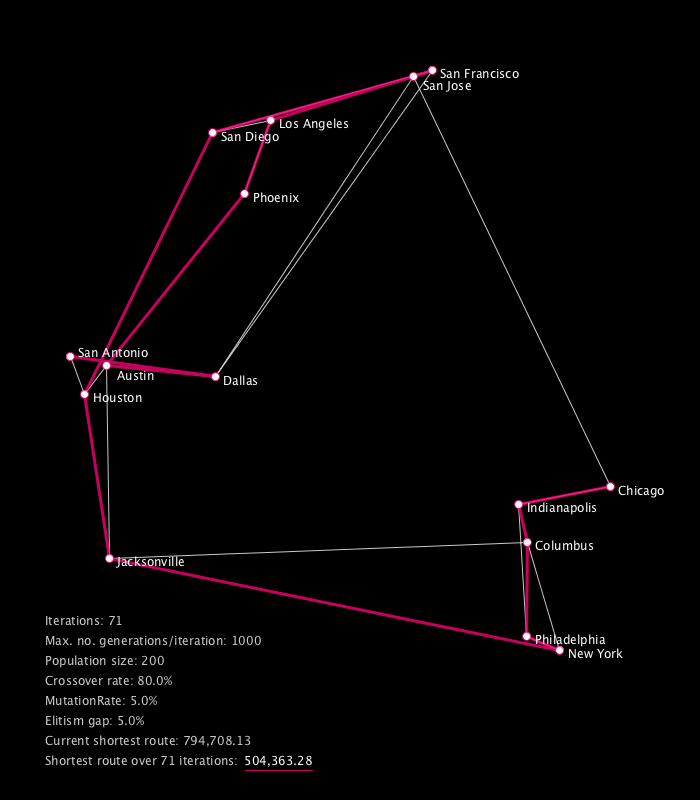 San Francisco
San Jose
Los Angeles
San Diego
Phoenix
San Antonio
Austin
Dallas
Houston
Chicago
Indianapolis
Columbus
Jacksonville
Philadelphia
New York
Iterations: 71
Max. no. generations/iteration: 1000
Population size: 200
Crossover rate: 80.0%
MutationRate: 5.0%
Elitism gap: 5.0%
Current shortest route: 794,708.13
Shortest route over 71 iterations: 504,363.28